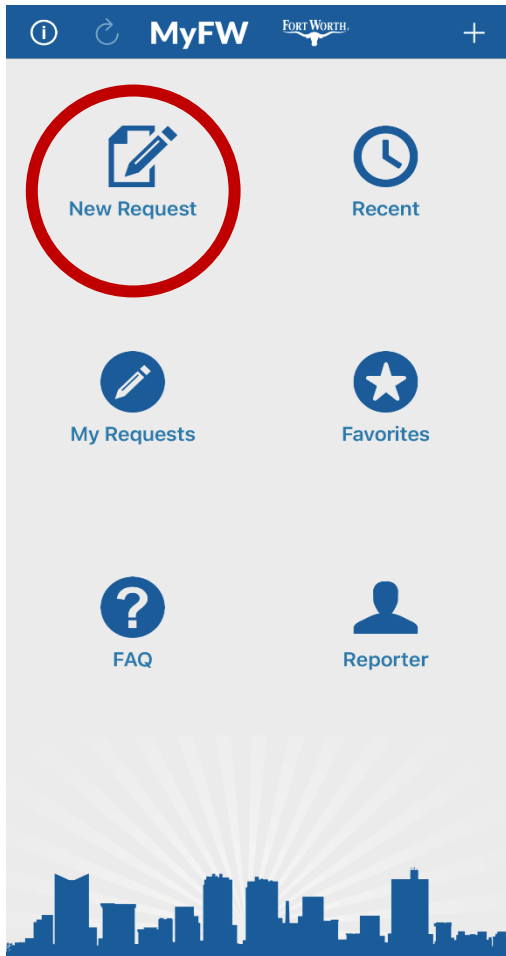 MyFW FORT WORTH.
New Request Recent
My Requests Favorites
FAQ Reporter